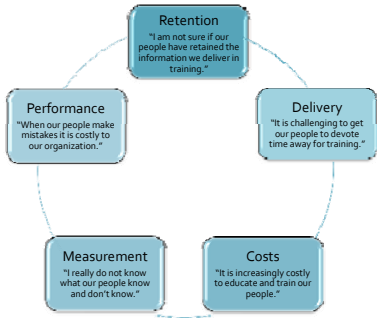 Retention
"I am not sure if our
people have retained the
information we deliver in
training."
Delivery
"It is challenging to get
our people to devote
time away for training."
Costs
"It is increasingly costly
to educate and train our
people."
Measurement
"I really do not know
what our people know
and don't know."
Performance
"When our people make
mistakes it is costly to
our organization."